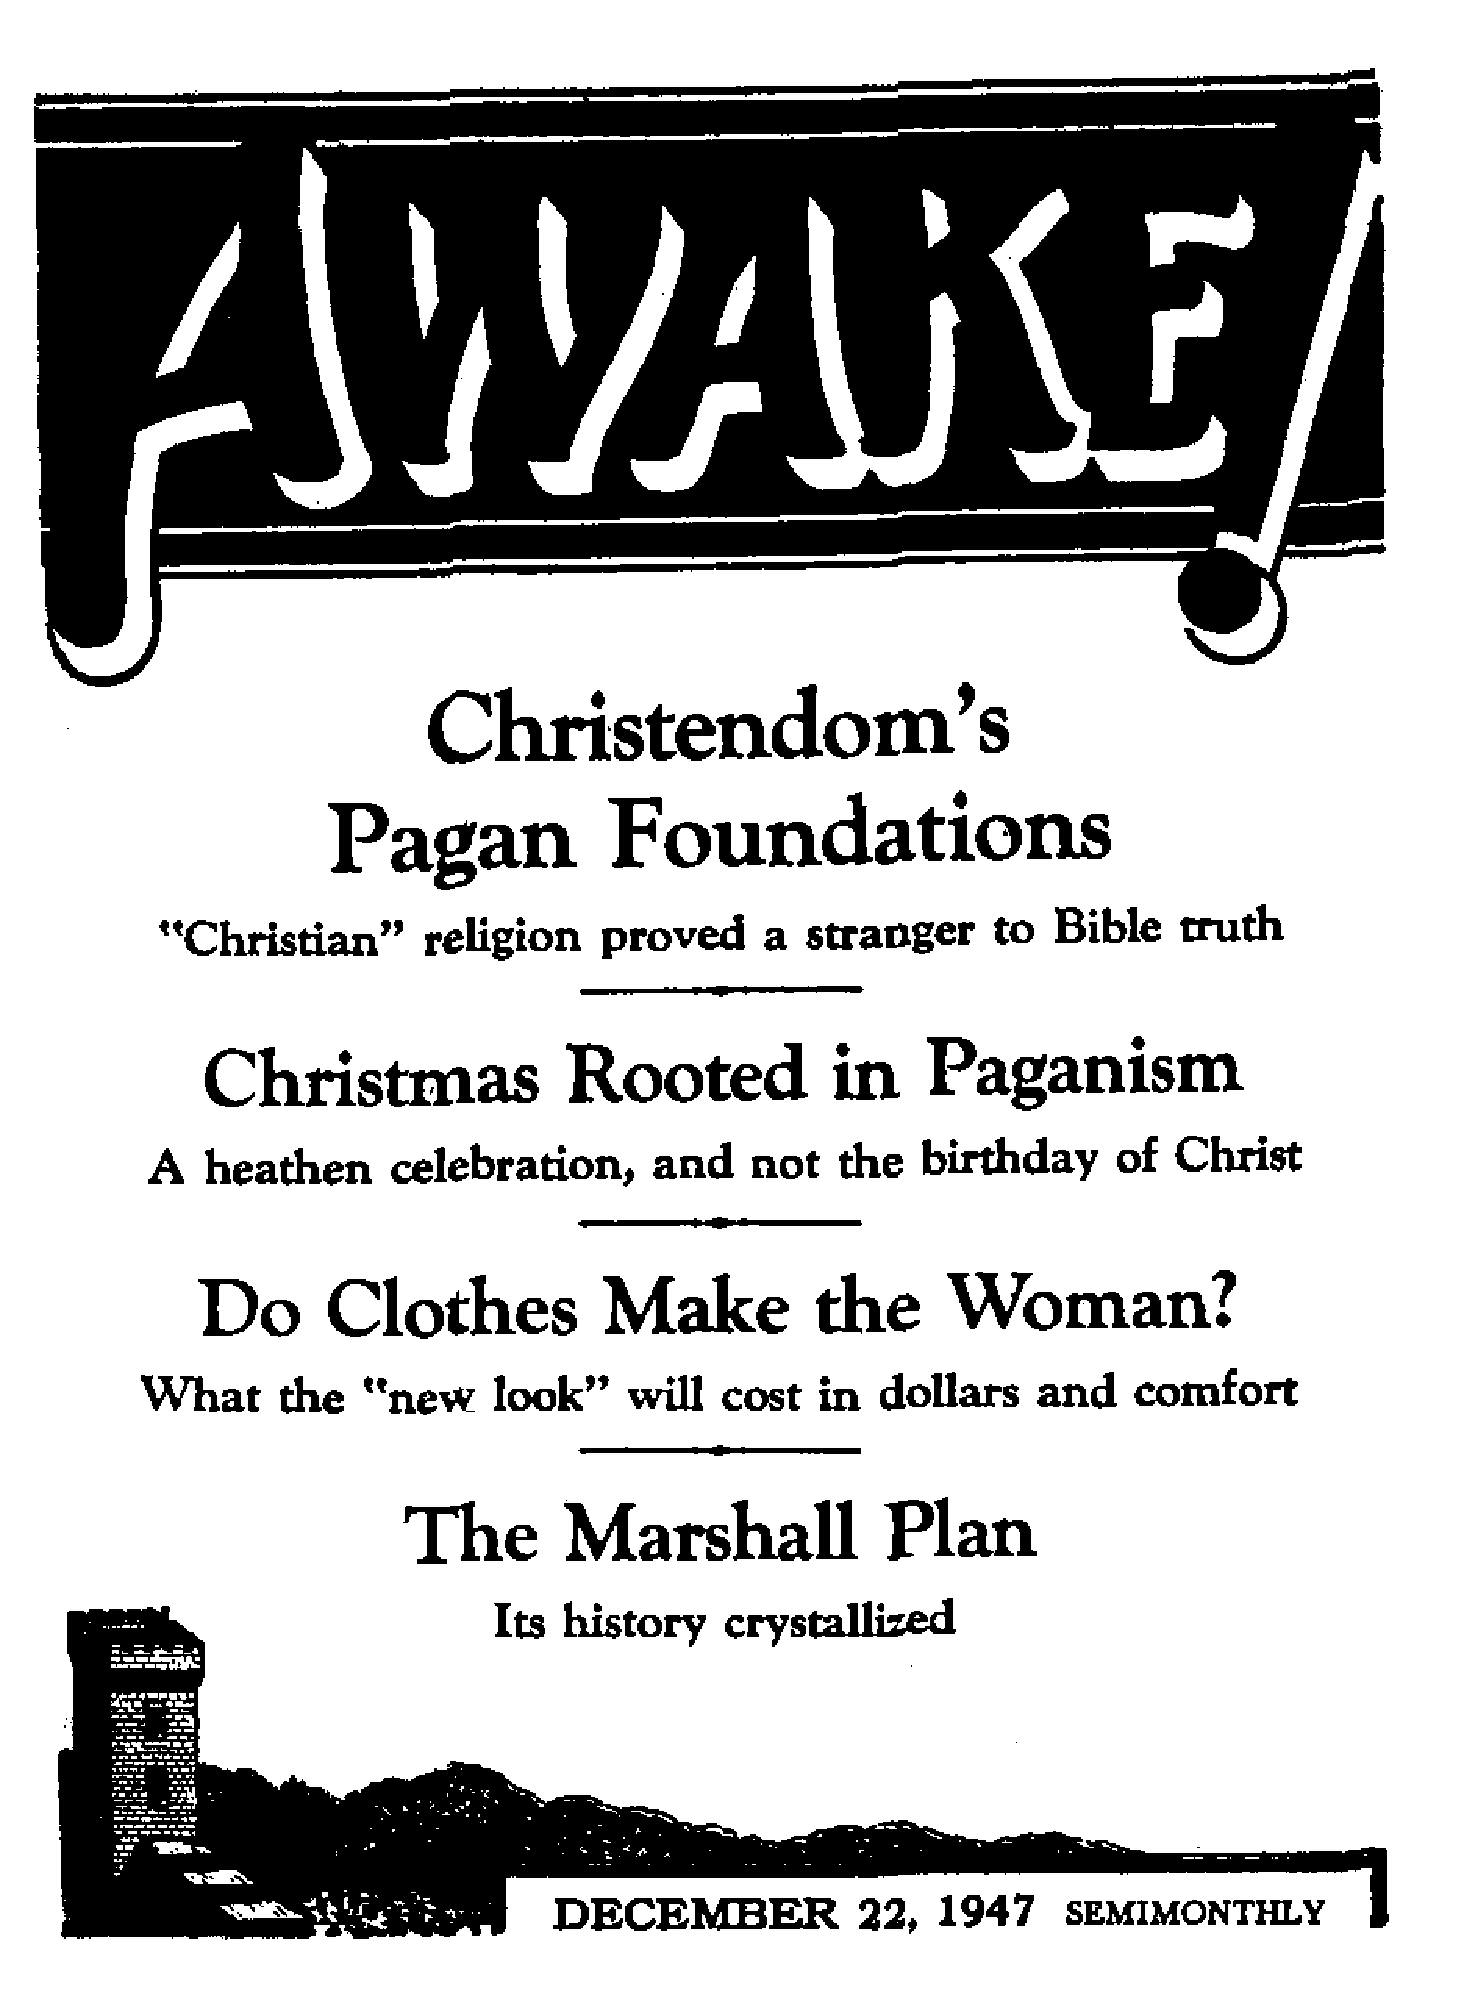 AWAKE!
Christendom's
Pagan Foundations
"Christian" religion proved a stranger to Bible truth
Christmas Rooted in Paganism
A heathen celebration, and not the birthday of Christ
Do Clothes Make the Woman?
What the "new look" will cost in dollars and comfort
The Marshall Plan
Its history crystallized
DECEMBER 22, 1947 SEMIMONTHLY